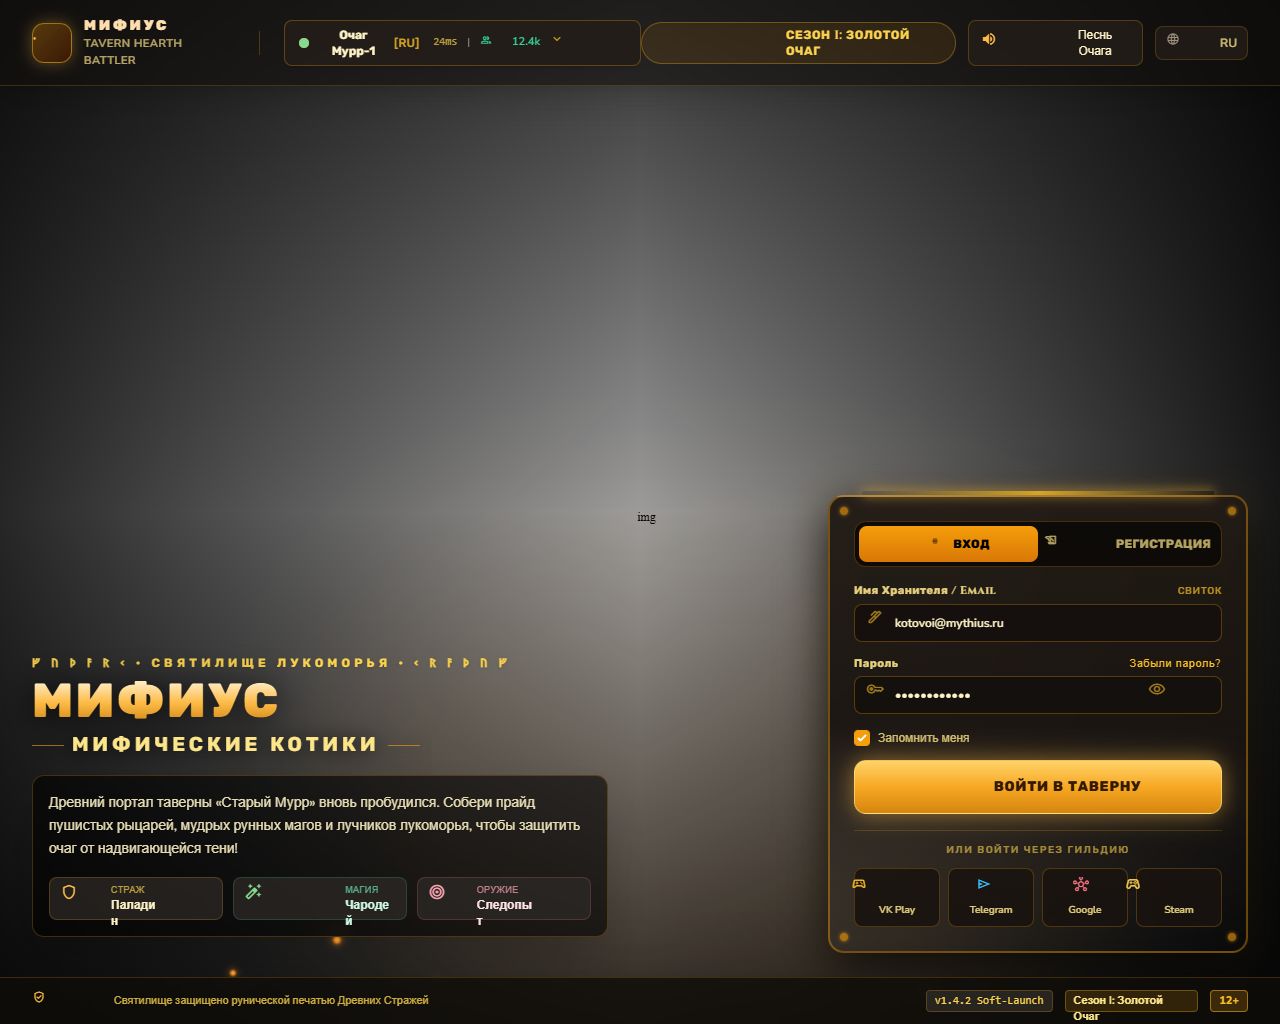 МИФИУС
TAVERN HEARTH
BATTLER
Очаг
Мурр-1
[RU] 24ms | 12.4k
СЕЗОН I: ЗОЛОТОЙ
ОЧАГ
Песнь
Очага
RU
img
ᚠ ᚢ ᚦ ᚨ ᚱ ᚲ • СВЯТИЛИЩЕ ЛУКОМОРЬЯ • ᚲ ᚱ ᚨ ᚦ ᚢ ᚠ
МИФИУС
МИФИЧЕСКИЕ КОТИКИ
Древний портал таверны «Старый Мурр» вновь пробудился. Собери прайд
пушистых рыцарей, мудрых рунных магов и лучников лукоморья, чтобы защитить
очаг от надвигающейся тени!
СТРАЖ
Палади
н
МАГИЯ
Чароде
й
ОРУЖИЕ
Следопы
т
ВХОД
РЕГИСТРАЦИЯ
Имя Хранителя / Email
СВИТОК
kotovoi@mythius.ru
Пароль
Забыли пароль?
••••••••••••
Запомнить меня
ВОЙТИ В ТАВЕРНУ
ИЛИ ВОЙТИ ЧЕРЕЗ ГИЛЬДИЮ
VK Play
Telegram
Google
Steam
Святилище защищено рунической печатью Древних Стражей
v1.4.2 Soft-Launch
Сезон I: Золотой
Очаг
12+